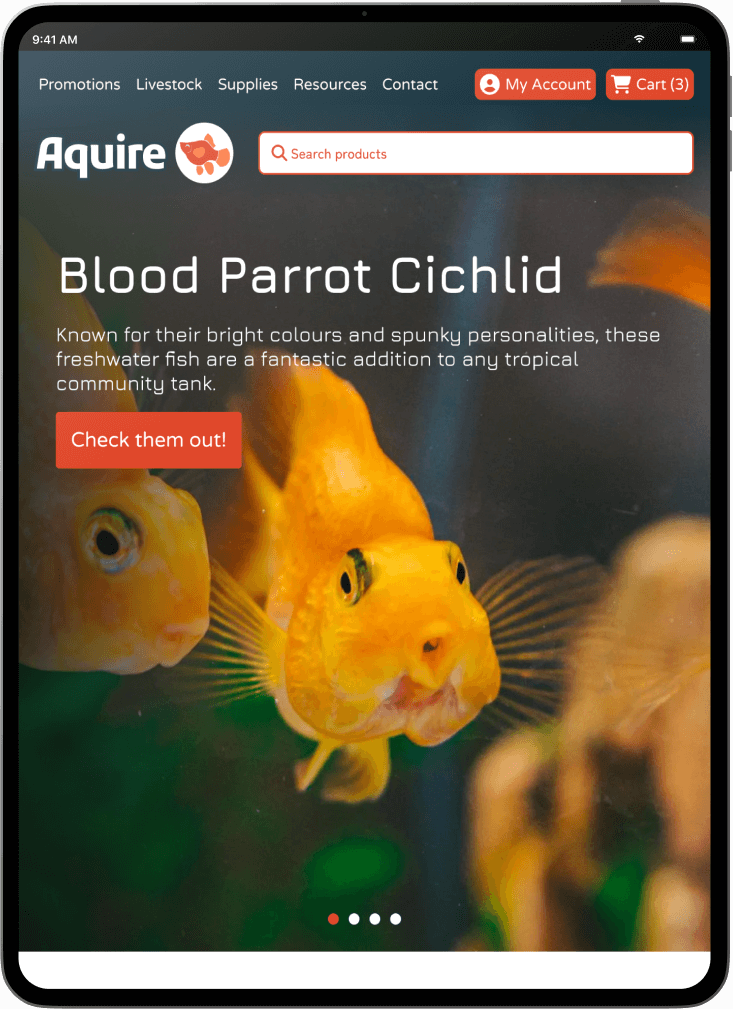 9:41 AM
Promotions Livestock Supplies Resources Contact My Account Cart (3)
Aquire Search products
Blood Parrot Cichlid
Known for their bright colours and spunky personalities, these
freshwater fish are a fantastic addition to any tropical
community tank.
Check them out!